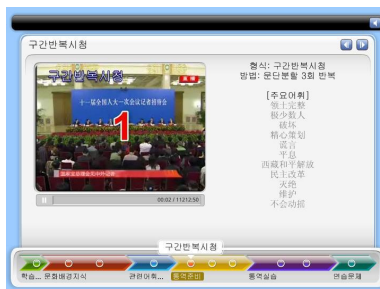 구간반복시청
구간반복시청
十一届全国人大一次会议记者招待会
1
00:02 / 11212:50
형식: 구간반복시청
방법: 문단분할 3회 반복
[주요어휘]
领土完整
极少数人
破坏
精心策划
谎言
平息
西藏和平解放
民主改革
灭绝
维护
不会动摇
구간반복시청
학습... 문화배경지식 관련어휘... 통역준비 통역실습 연습문제